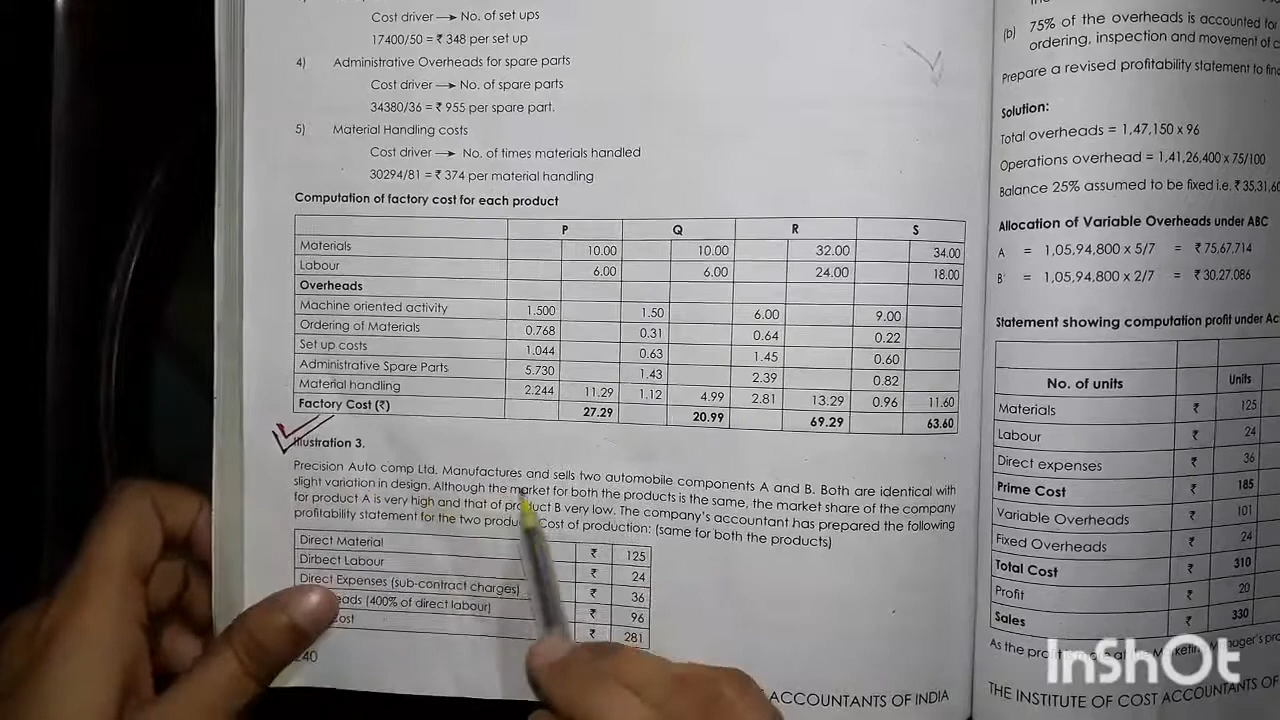 Cost driver → No. of set ups
17400/50 = ₹ 348 per set up
4) Administrative Overheads for spare parts
Cost driver → No. of spare parts
34380/36 = ₹ 955 per spare part.
5) Material Handling costs
Cost driver → No. of times materials handled
30294/81 = ₹ 374 per material handling
Computation of factory cost for each product
P Q R S
Materials 10.00 10.00 32.00 34.00
Labour 6.00 6.00 24.00 18.00
Overheads
Machine oriented activity 1.500 1.50 6.00 9.00
Ordering of Materials 0.768 0.31 0.64 0.22
Set up costs 1.044 0.63 1.45 0.60
Administrative Spare Parts 5.730 1.43 2.39 0.82
Material handling 2.244 11.29 1.12 4.99 2.81 13.29 0.96 11.60
Factory Cost (₹) 27.29 20.99 69.29 63.60
Illustration 3.
Precision Auto comp Ltd. Manufactures and sells two automobile components A and B. Both are identical with
slight variation in design. Although the market for both the products is the same, the market share of the company
for product A is very high and that of product B very low. The company's accountant has prepared the following
profitability statement for the two Cost of production: (same for both the products)
Direct Material ₹ 125
Dirbect Labour ₹ 24
Direct Expenses (sub-contract charges) ₹ 36
(400% of direct labour) ₹ 96
₹ 281
240
ACCOUNTANTS OF INDIA
(b) 75% of the overheads is accounted for
ordering, inspection and movement of
Prepare a revised profitability statement to
Solution:
Total overheads = 1,47,150 x 96
Operations overhead = 1,41,26,400 x 75/100
Balance 25% assumed to be fixed i.e. ₹ 35,31,60
Allocation of Variable Overheads under ABC
A = 1,05,94,800 x 5/7 = ₹ 75,67,714
B' = 1,05,94,800 x 2/7 = ₹ 30,27,086
Statement showing computation profit under
Units
No. of units
Materials ₹ 125
Labour ₹ 24
Direct expenses ₹ 36
Prime Cost ₹ 185
Variable Overheads ₹ 101
Fixed Overheads ₹ 24
Total Cost ₹ 310
Profit ₹ 20
Sales ₹ 330
As the
InShOt
THE INSTITUTE OF COST ACCOUNTANTS OF